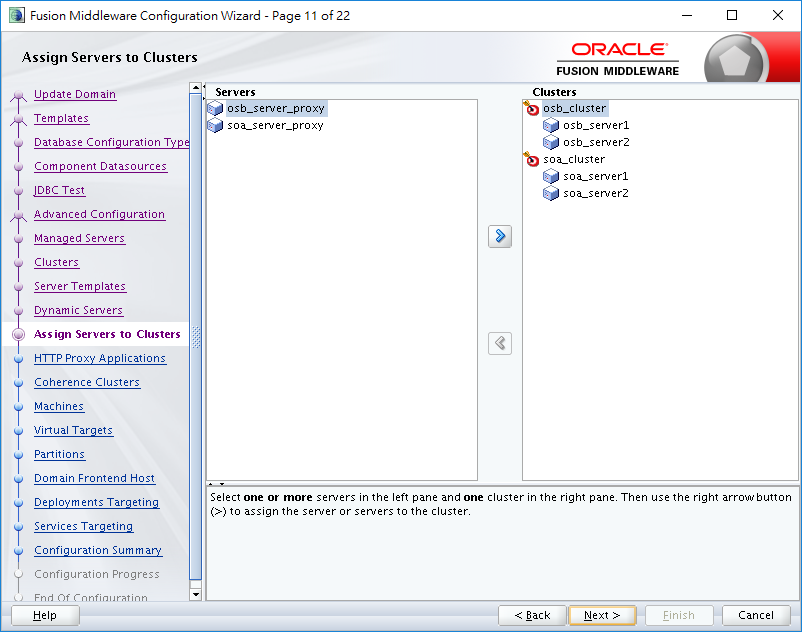 Fusion Middleware Configuration Wizard - Page 11 of 22
Assign Servers to Clusters
ORACLE
FUSION MIDDLEWARE
Update Domain
Templates
Database Configuration Type
Component Datasources
JDBC Test
Advanced Configuration
Managed Servers
Clusters
Server Templates
Dynamic Servers
Assign Servers to Clusters
HTTP Proxy Applications
Coherence Clusters
Machines
Virtual Targets
Partitions
Domain Frontend Host
Deployments Targeting
Services Targeting
Configuration Summary
Configuration Progress
End Of Configuration
Servers
osb_server_proxy
soa_server_proxy
Clusters
osb_cluster
osb_server1
osb_server2
soa_cluster
soa_server1
soa_server2
Select one or more servers in the left pane and one cluster in the right pane. Then use the right arrow button
(>) to assign the server or servers to the cluster.
Help
< Back
Next >
Finish
Cancel